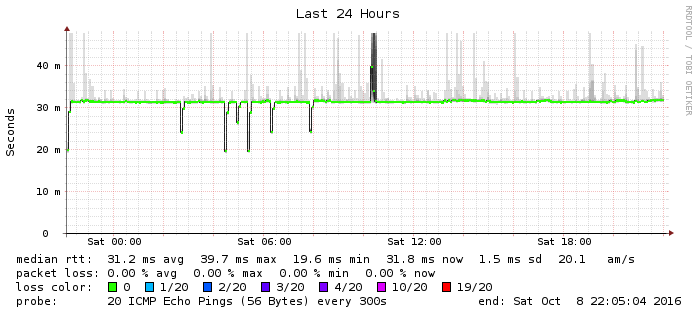 Last 24 Hours
RRDTOOL / TOBI OETIKER
Seconds
40 m
30 m
20 m
10 m
0
Sat 00:00 Sat 06:00 Sat 12:00 Sat 18:00
median rtt: 31.2 ms avg 39.7 ms max 19.6 ms min 31.8 ms now 1.5 ms sd 20.1 am/s
packet loss: 0.00 % avg 0.00 % max 0.00 % min 0.00 % now
loss color: 0 1/20 2/20 3/20 4/20 10/20 19/20
probe: 20 ICMP Echo Pings (56 Bytes) every 300s end: Sat Oct 8 22:05:04 2016